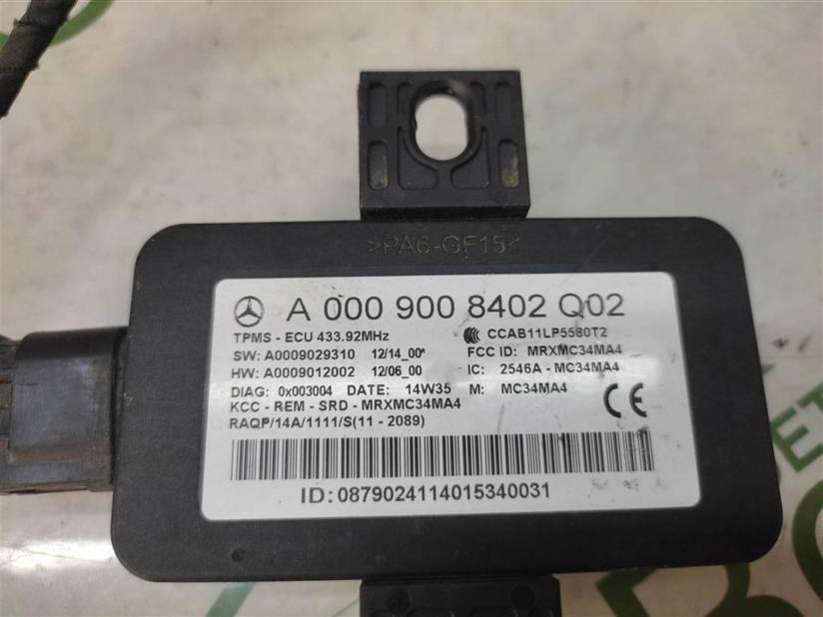 >PA6-GF15<
A 000 900 8402 Q02
TPMS - ECU 433.92MHz CCAB11LP5580T2
SW: A0009029310 12/14_00* FCC ID: MRXMC34MA4
HW: A0009012002 12/06_00 IC: 2546A - MC34MA4
DIAG: 0x003004 DATE: 14W35 M: MC34MA4
KCC - REM - SRD - MRXMC34MA4
RAQP/14A/1111/S(11 - 2089)
CE
ID: 0879024114015340031